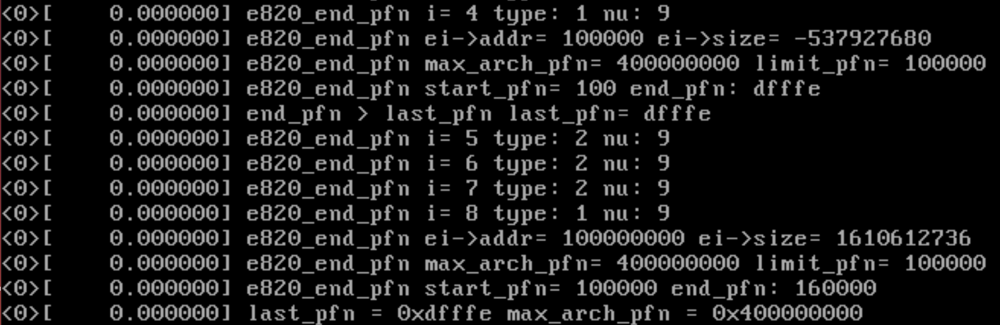 <0>[     0.000000] e820_end_pfn i= 4 type: 1 nu: 9
<0>[     0.000000] e820_end_pfn ei->addr= 100000 ei->size= -537927680
<0>[     0.000000] e820_end_pfn max_arch_pfn= 400000000 limit_pfn= 100000
<0>[     0.000000] e820_end_pfn start_pfn= 100 end_pfn: dfffe
<0>[     0.000000] end_pfn > last_pfn last_pfn= dfffe
<0>[     0.000000] e820_end_pfn i= 5 type: 2 nu: 9
<0>[     0.000000] e820_end_pfn i= 6 type: 2 nu: 9
<0>[     0.000000] e820_end_pfn i= 7 type: 2 nu: 9
<0>[     0.000000] e820_end_pfn i= 8 type: 1 nu: 9
<0>[     0.000000] e820_end_pfn ei->addr= 100000000 ei->size= 1610612736
<0>[     0.000000] e820_end_pfn max_arch_pfn= 400000000 limit_pfn= 100000
<0>[     0.000000] e820_end_pfn start_pfn= 100000 end_pfn: 160000
<0>[     0.000000] last_pfn = 0xdfffe max_arch_pfn = 0x400000000